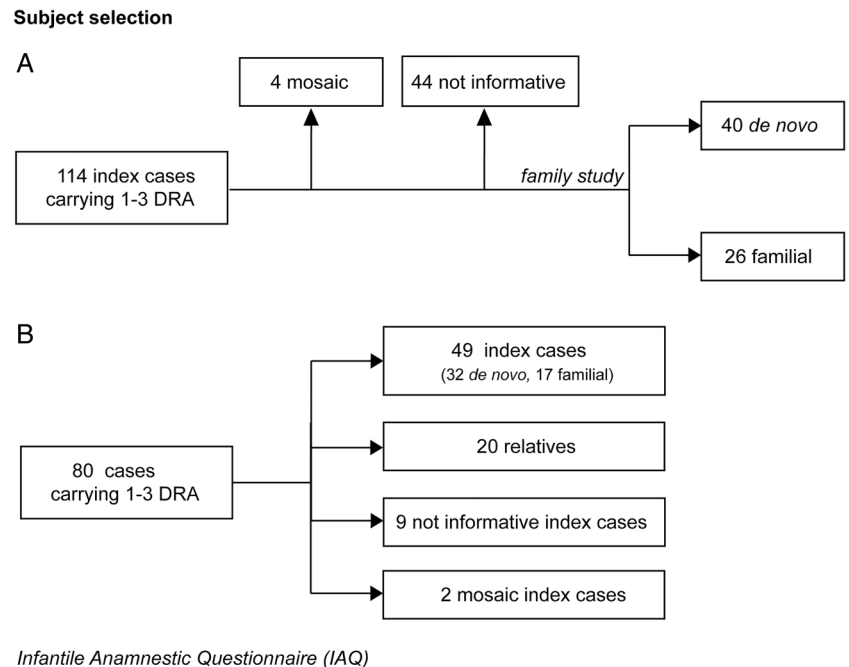 Subject selection
A
4 mosaic
44 not informative
40 de novo
114 index cases
carrying 1-3 DRA
family study
26 familial
B
49 index cases
(32 de novo, 17 familial)
20 relatives
80 cases
carrying 1-3 DRA
9 not informative index cases
2 mosaic index cases
Infantile Anamnestic Questionnaire (IAQ)